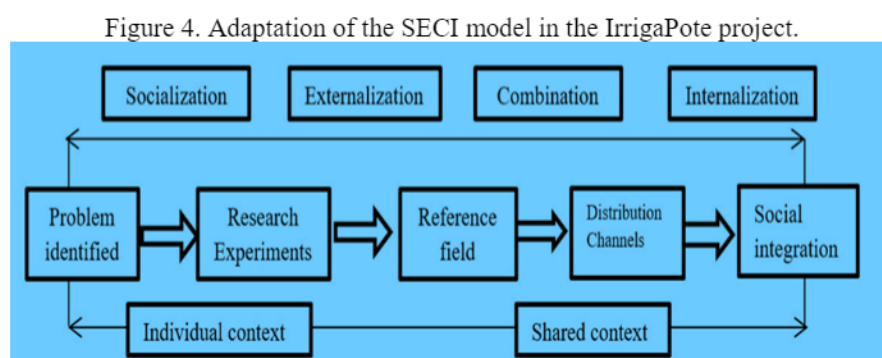 Figure 4. Adaptation of the SECI model in the IrrigaPote project.
Socialization
Externalization
Combination
Internalization
Problem
identified
Research
Experiments
Reference
field
Distribution
Channels
Social
integration
Individual context
Shared context